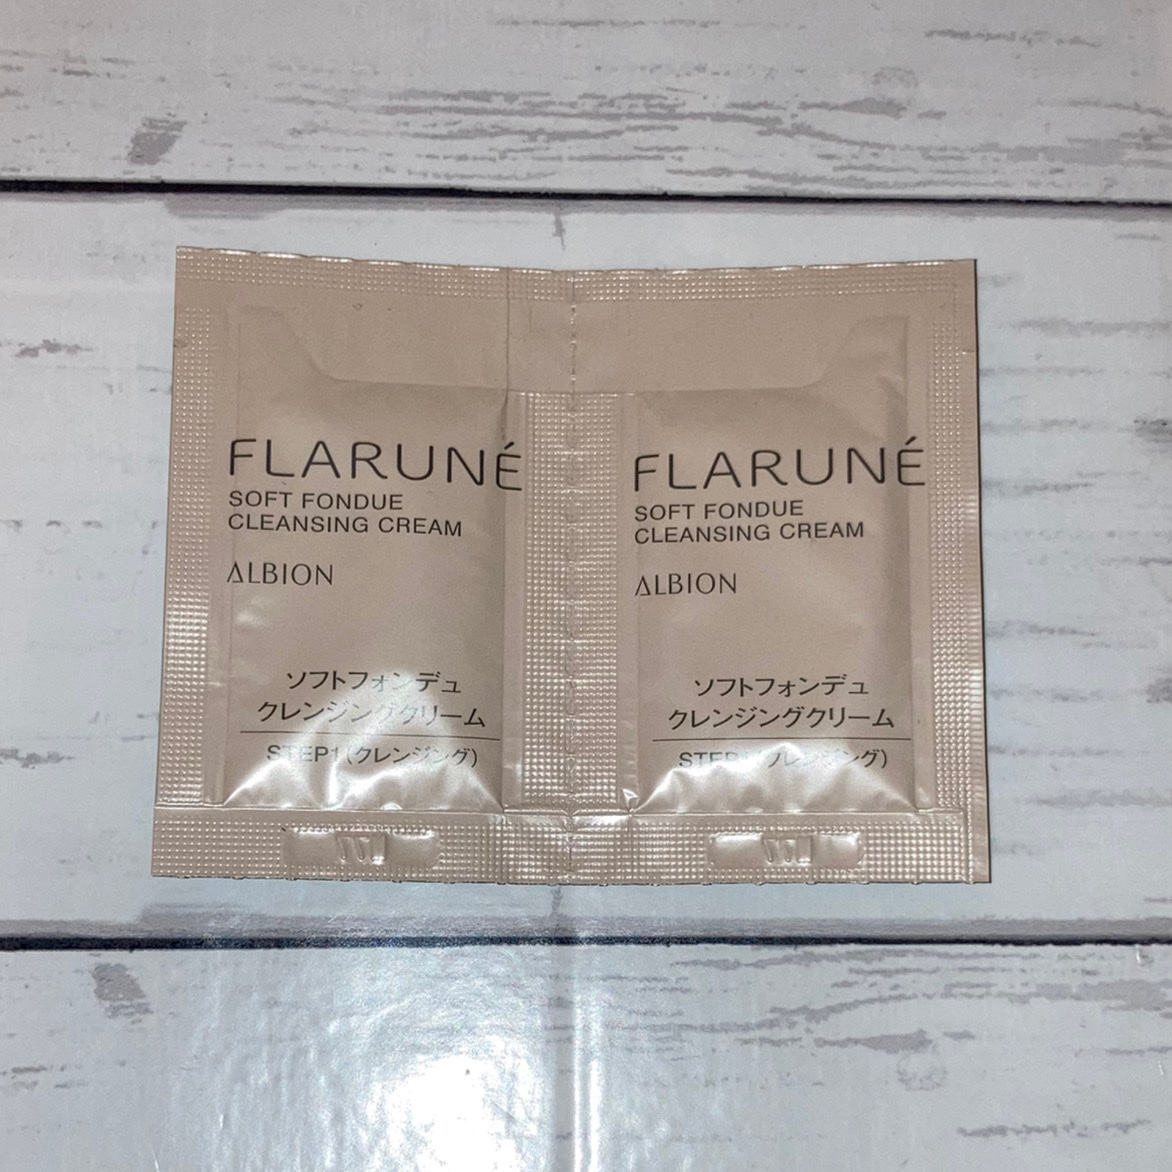 FLARUNÉ
SOFT FONDUE
CLEANSING CREAM
ALBION
ソフトフォンデュ
クレンジングクリーム
STEP1(クレンジング)
FLARUNÉ
SOFT FONDUE
CLEANSING CREAM
ALBION
ソフトフォンデュ
クレンジングクリーム